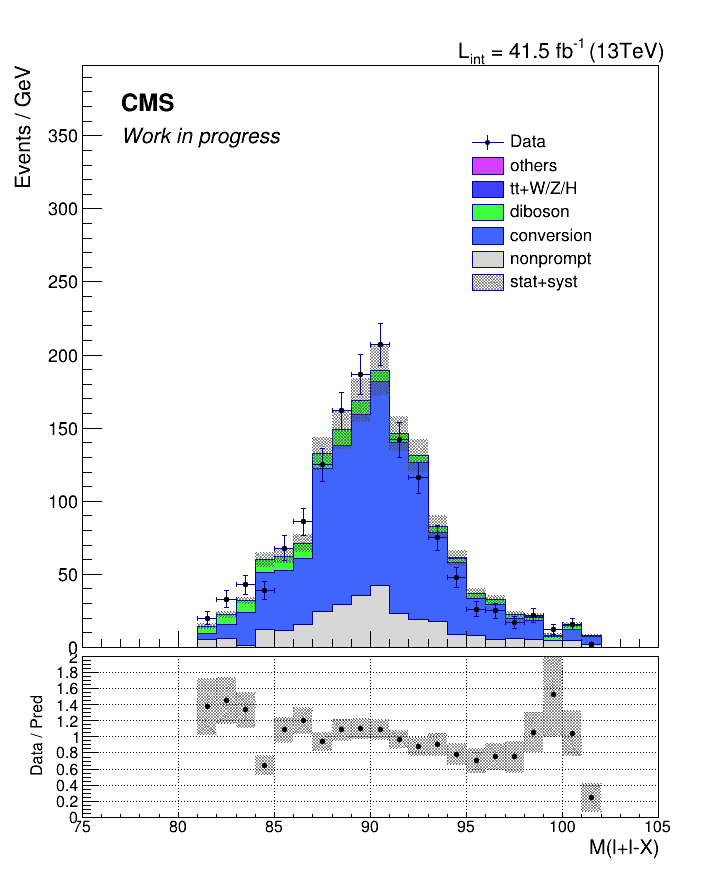 L_int = 41.5 fb^-1 (13TeV)
Events / GeV
CMS
Work in progress
350
300
250
200
150
100
50
0
Data
others
tt+W/Z/H
diboson
conversion
nonprompt
stat+syst
Data / Pred
2
1.8
1.6
1.4
1.2
1
0.8
0.6
0.4
0.2
0
75 80 85 90 95 100 105
M(l+l-X)